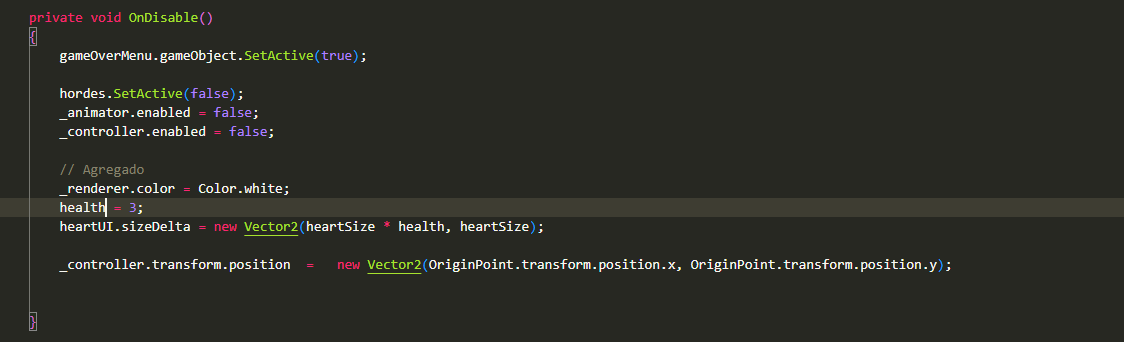 private void OnDisable()
{
gameOverMenu.gameObject.SetActive(true);
hordes.SetActive(false);
_animator.enabled = false;
_controller.enabled = false;
// Agregado
_renderer.color = Color.white;
health = 3;
heartUI.sizeDelta = new Vector2(heartSize * health, heartSize);
_controller.transform.position  =   new Vector2(OriginPoint.transform.position.x, OriginPoint.transform.position.y);
}